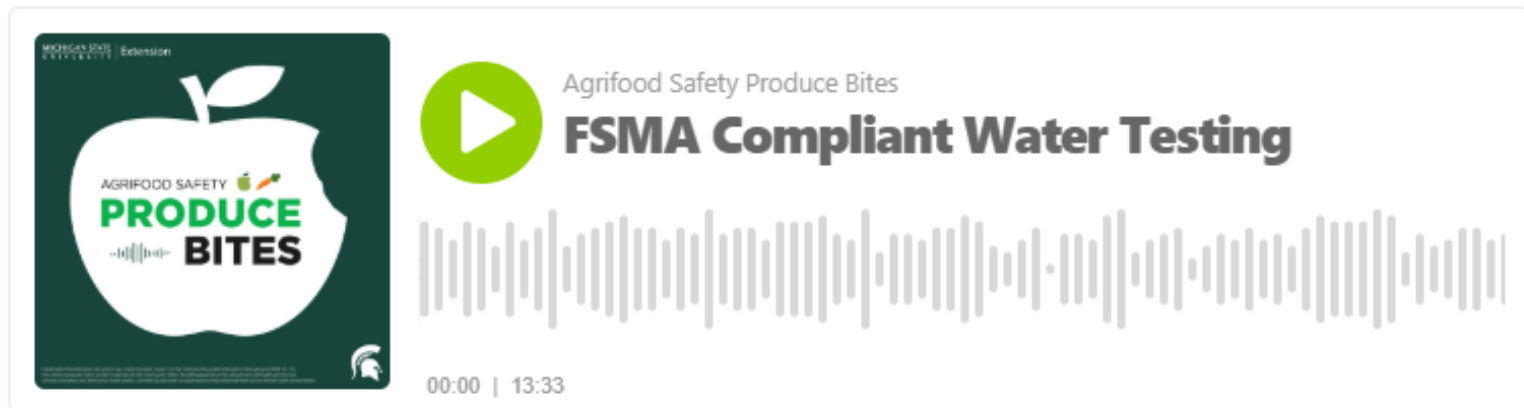 MICHIGAN STATE
UNIVERSITY | Extension
AGRIFOOD SAFETY
PRODUCE
BITES
Agrifood Safety Produce Bites
FSMA Compliant Water Testing
00:00 | 13:33